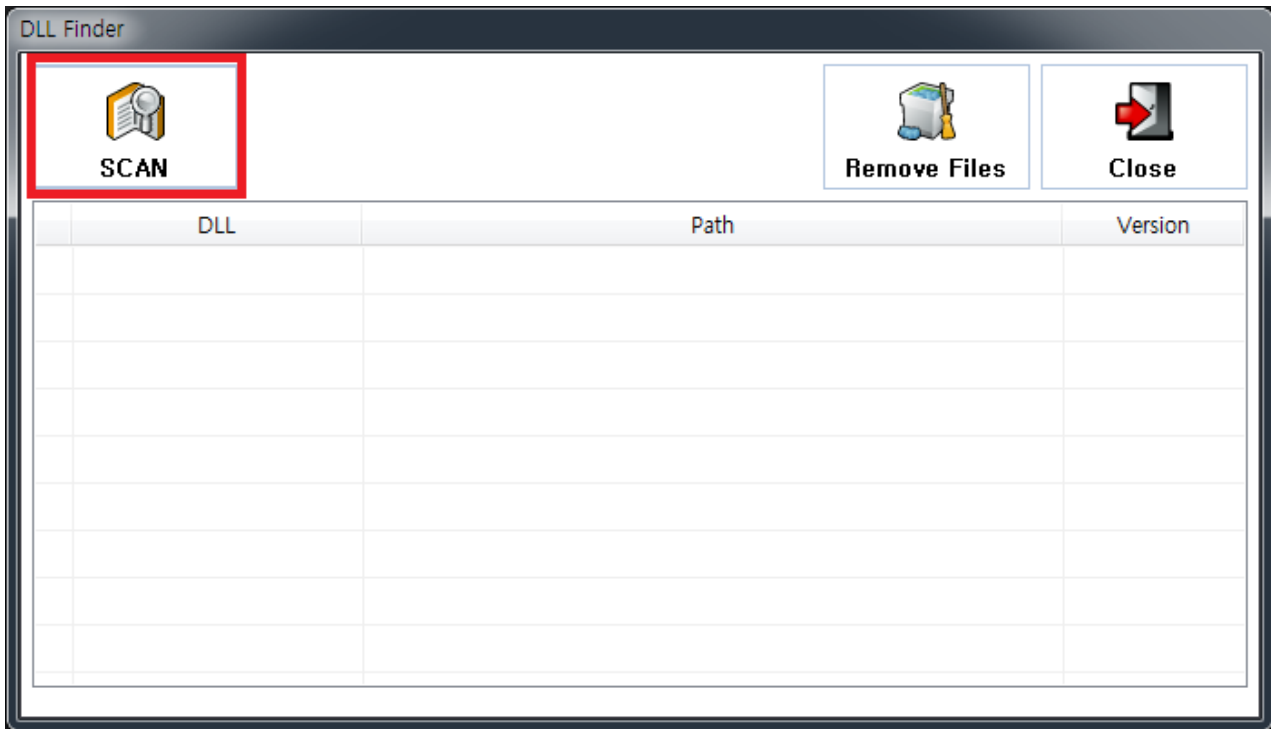 DLL Finder
SCAN
Remove Files
Close
DLL
Path
Version